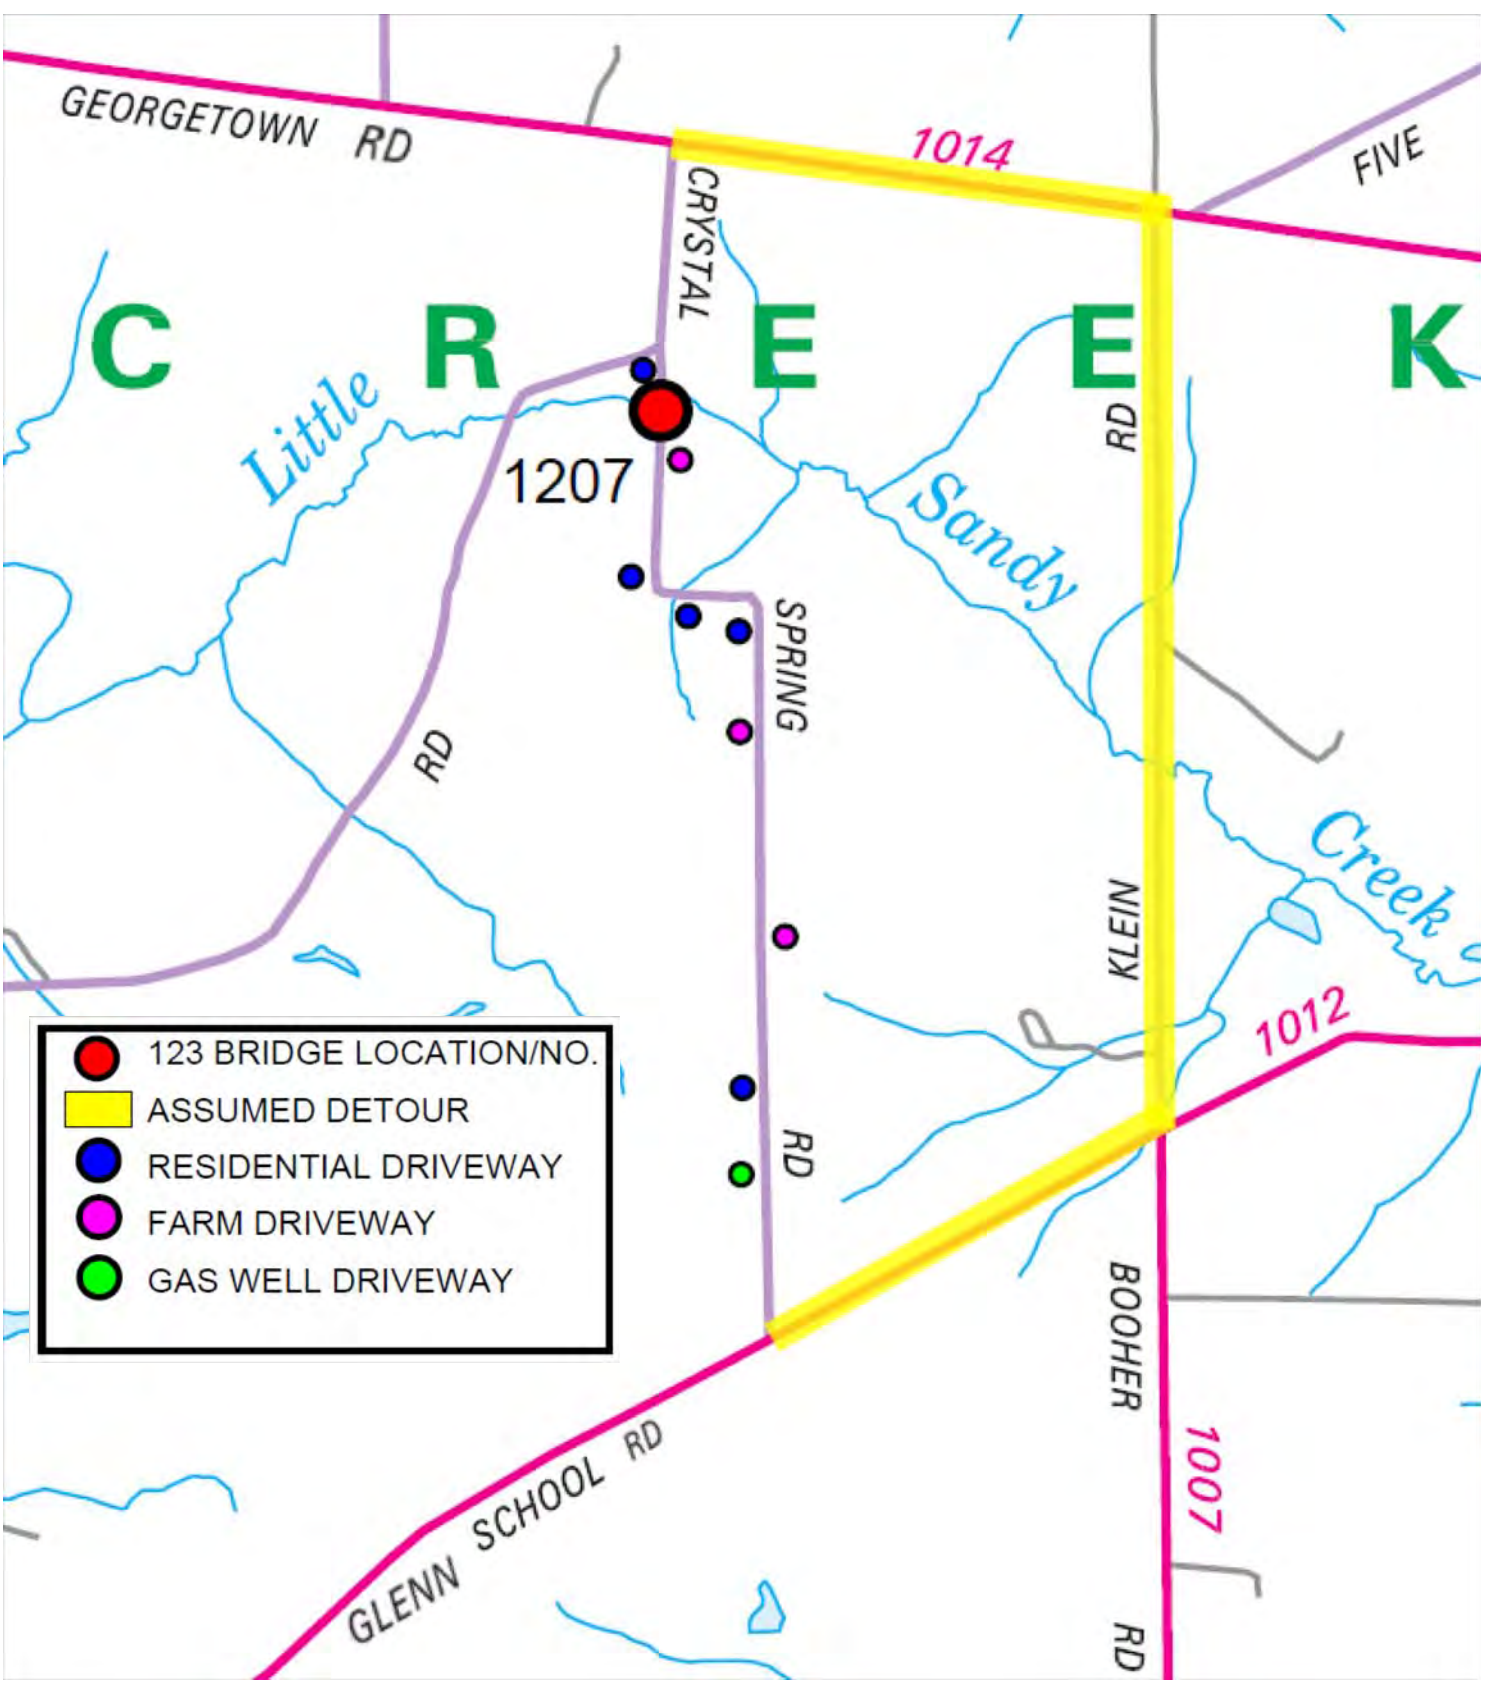 GEORGETOWN RD
1014
FIVE
CRYSTAL
C R E E K
Little
RD
1207
Sandy
SPRING
RD
Creek
KLEIN
1012
123 BRIDGE LOCATION/NO.
ASSUMED DETOUR
RESIDENTIAL DRIVEWAY
FARM DRIVEWAY
GAS WELL DRIVEWAY
RD
BOOHER
1007
GLENN SCHOOL RD
RD